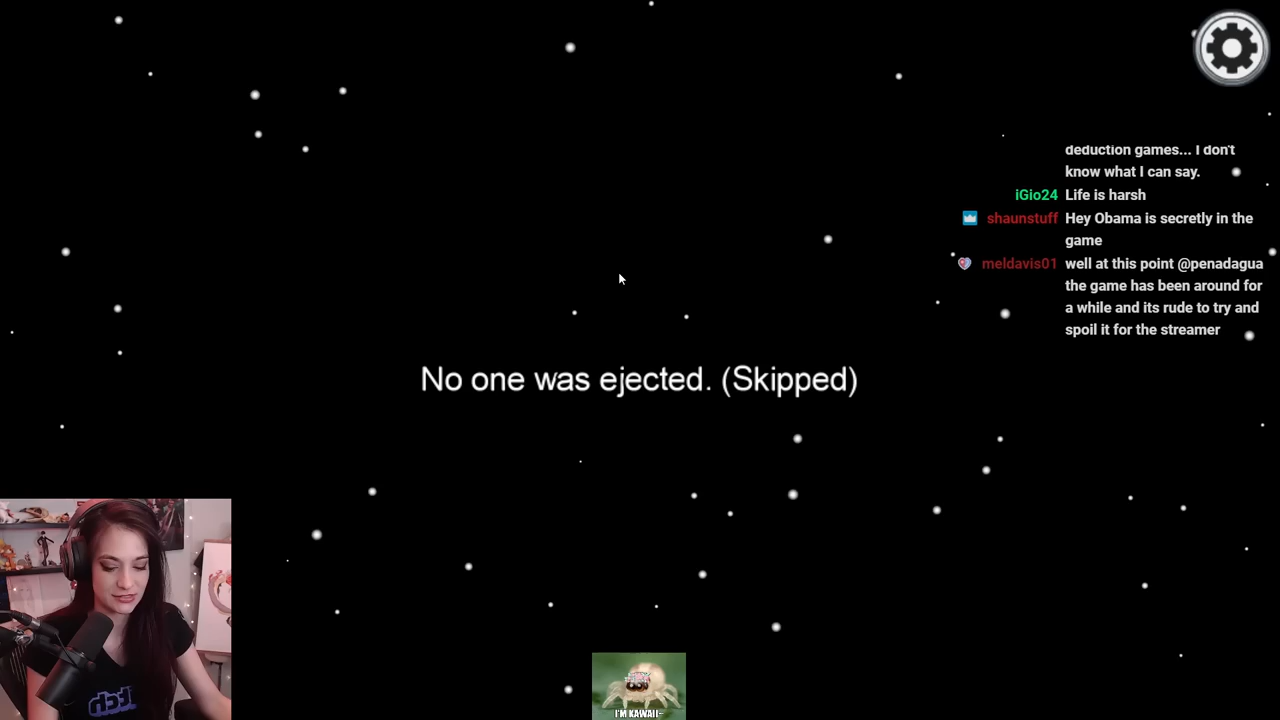 deduction games... I don't
know what I can say.
iGio24 Life is harsh
shaunstuff Hey Obama is secretly in the
game
meldavis01 well at this point @penadagua
the game has been around for
a while and its rude to try and
spoil it for the streamer
No one was ejected. (Skipped)
I'M KAWAII~